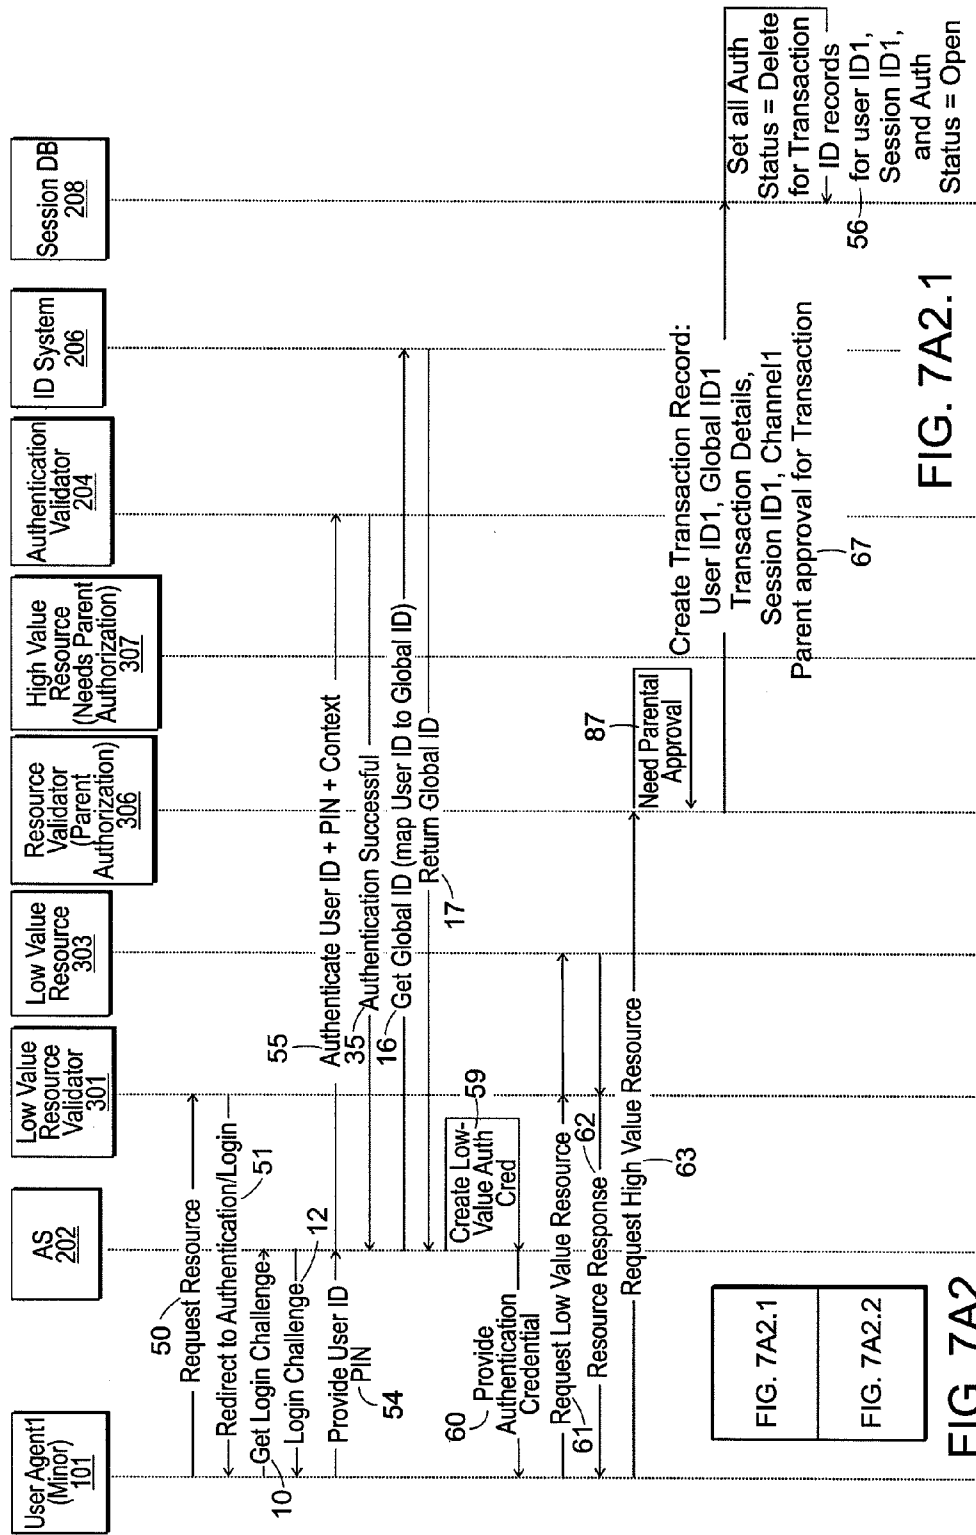 User Agent1
(Minor)
101
AS
202
Low Value
Resource
Validator
301
Low Value
Resource
303
Resource
Validator
(Parent
Authorization)
306
High Value
Resource
(Needs Parent
Authorization)
307
Authentication
Validator
204
ID System
206
Session DB
208
50
Request Resource
Redirect to Authentication/Login
51
Get Login Challenge
10
Login Challenge
12
Provide User ID
PIN
54
55
Authenticate User ID + PIN + Context
35
Authentication Successful
16
Get Global ID (map User ID to Global ID)
Return Global ID
17
Create Low-
Value Auth
Cred
59
60
Provide
Authentication
Credential
Request Low Value Resource
61
Resource Response
62
Request High Value Resource
63
87
Need Parental
Approval
Create Transaction Record:
User ID1, Global ID1
Transaction Details,
Session ID1, Channel1
Parent approval for Transaction
67
Set all Auth
Status = Delete
for Transaction
ID records
for user ID1,
Session ID1,
and Auth
Status = Open
56
FIG. 7A2.1
FIG. 7A2.1
FIG. 7A2.2
FIG. 7A2